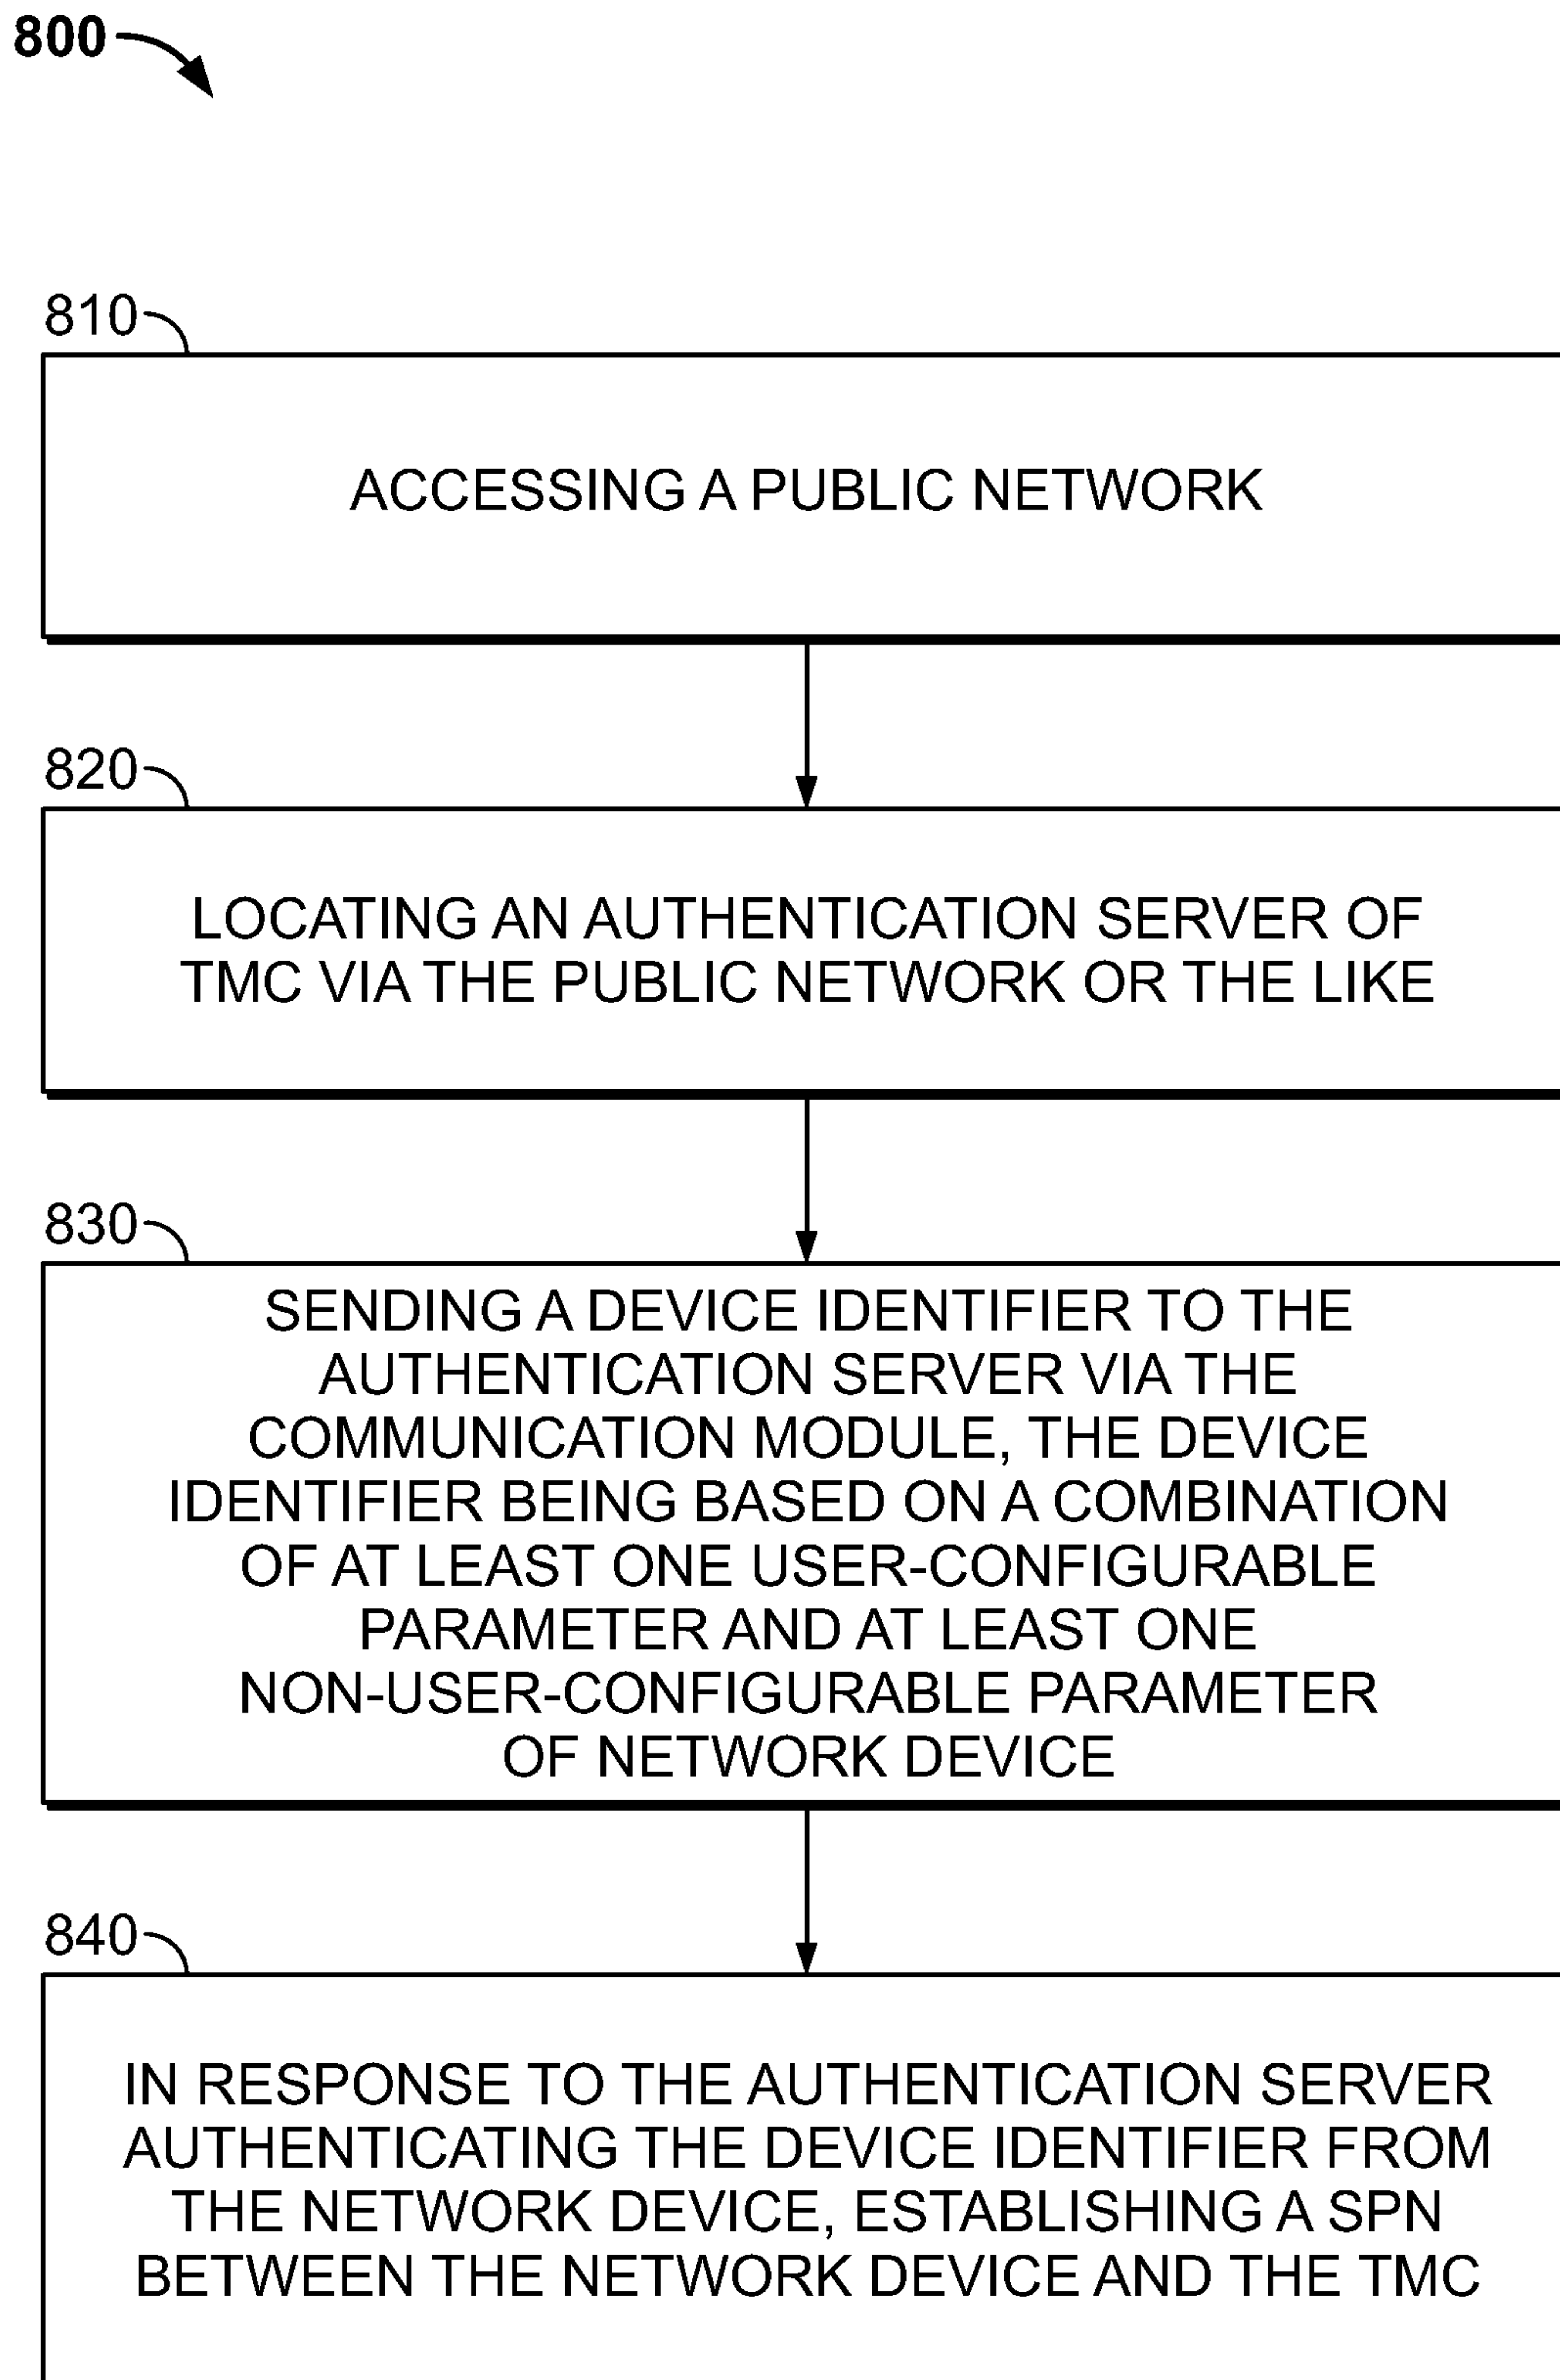 800
810
ACCESSING A PUBLIC NETWORK
820
LOCATING AN AUTHENTICATION SERVER OF
TMC VIA THE PUBLIC NETWORK OR THE LIKE
830
SENDING A DEVICE IDENTIFIER TO THE
AUTHENTICATION SERVER VIA THE
COMMUNICATION MODULE, THE DEVICE
IDENTIFIER BEING BASED ON A COMBINATION
OF AT LEAST ONE USER-CONFIGURABLE
PARAMETER AND AT LEAST ONE
NON-USER-CONFIGURABLE PARAMETER
OF NETWORK DEVICE
840
IN RESPONSE TO THE AUTHENTICATION SERVER
AUTHENTICATING THE DEVICE IDENTIFIER FROM
THE NETWORK DEVICE, ESTABLISHING A SPN
BETWEEN THE NETWORK DEVICE AND THE TMC